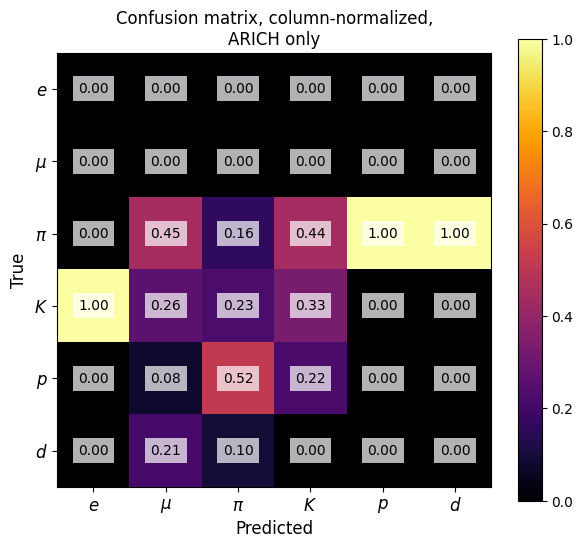 Confusion matrix, column-normalized,
ARICH only
True
e 0.00 0.00 0.00 0.00 0.00 0.00
μ 0.00 0.00 0.00 0.00 0.00 0.00
π 0.00 0.45 0.16 0.44 1.00 1.00
K 1.00 0.26 0.23 0.33 0.00 0.00
p 0.00 0.08 0.52 0.22 0.00 0.00
d 0.00 0.21 0.10 0.00 0.00 0.00
e μ π K p d
Predicted
1.0
0.8
0.6
0.4
0.2
0.0